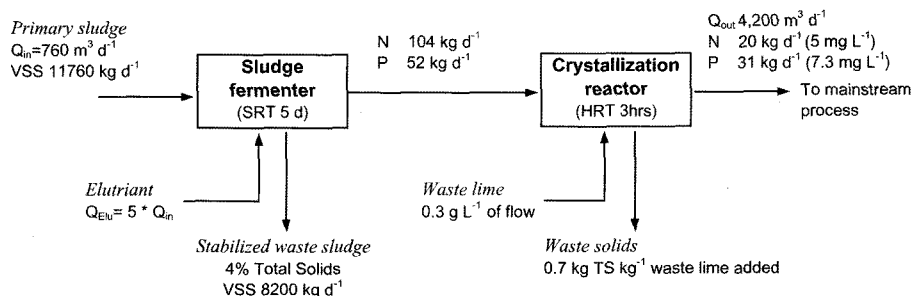 Primary sludge
Q_in=760 m³ d⁻¹
VSS 11760 kg d⁻¹
Sludge
fermenter
(SRT 5 d)
N 104 kg d⁻¹
P 52 kg d⁻¹
Crystallization
reactor
(HRT 3hrs)
Q_out 4,200 m³ d⁻¹
N 20 kg d⁻¹ (5 mg L⁻¹)
P 31 kg d⁻¹ (7.3 mg L⁻¹)
To mainstream
process
Elutriant
Q_Elu= 5 * Q_in
Waste lime
0.3 g L⁻¹ of flow
Stabilized waste sludge
4% Total Solids
VSS 8200 kg d⁻¹
Waste solids
0.7 kg TS kg⁻¹ waste lime added